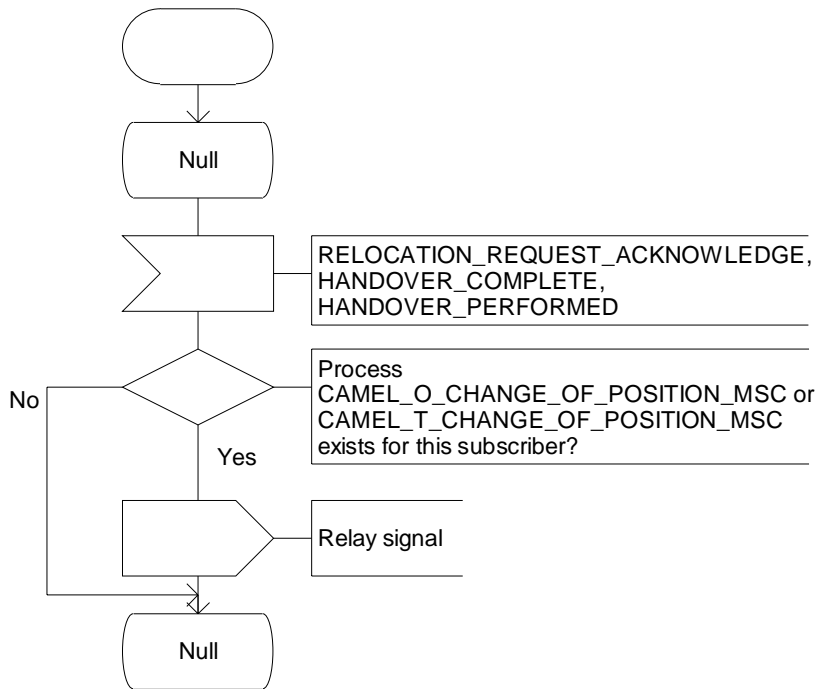 Null
RELOCATION_REQUEST_ACKNOWLEDGE,
HANDOVER_COMPLETE,
HANDOVER_PERFORMED
Process
CAMEL_O_CHANGE_OF_POSITION_MSC or
CAMEL_T_CHANGE_OF_POSITION_MSC
exists for this subscriber?
No
Yes
Relay signal
Null